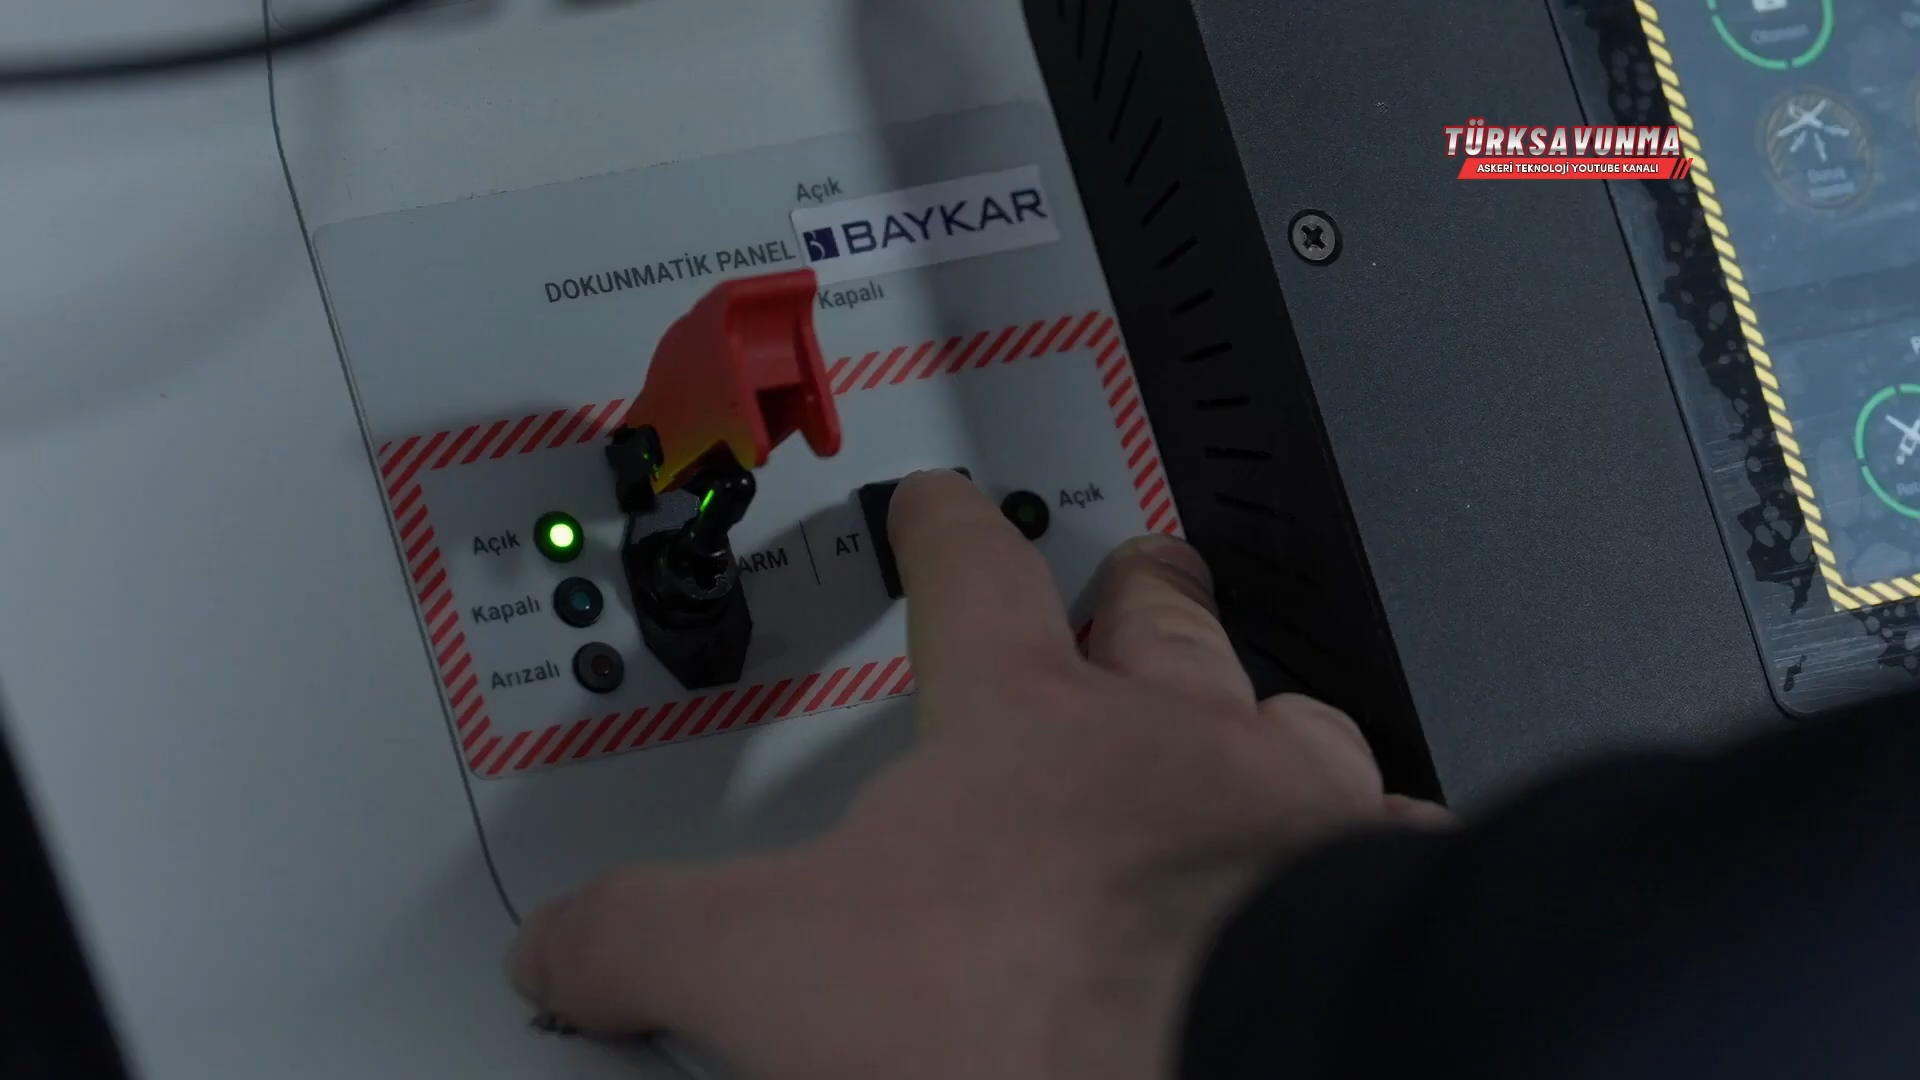 TÜRKSAVUNMA
ASKERİ TEKNOLOJİ YOUTUBE KANALI
Açık
BAYKAR
DOKUNMATİK PANEL
Kapalı
Açık
Kapalı
Arızalı
ARM
AT
Açık